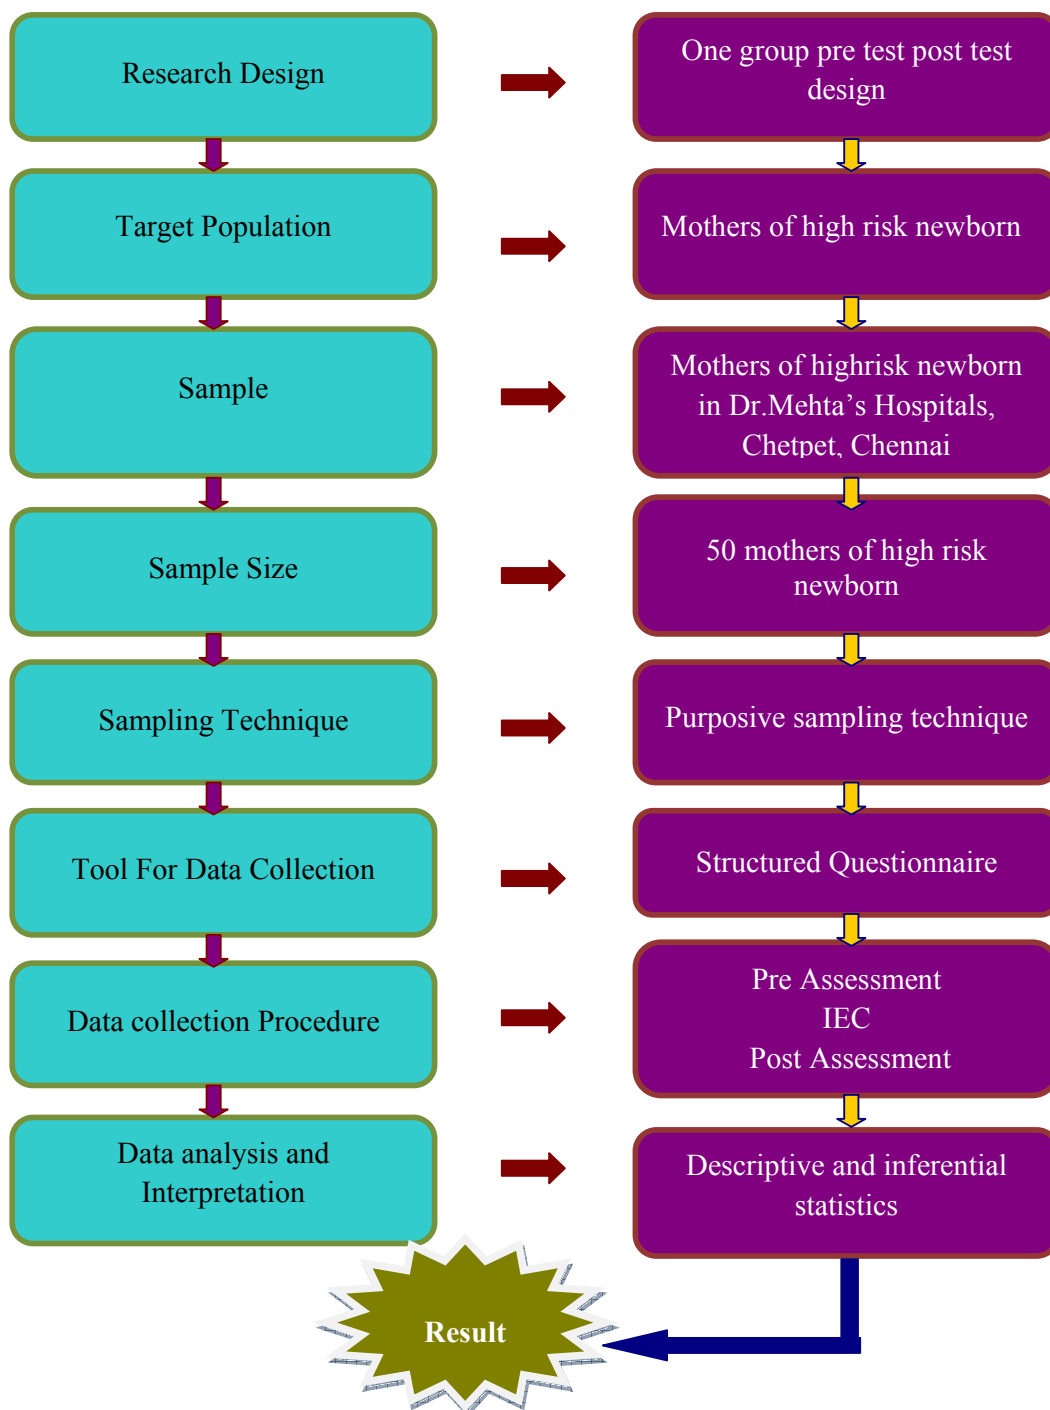 Research Design
One group pre test post test
design
Target Population
Mothers of high risk newborn
Sample
Mothers of highrisk newborn
in Dr.Mehta’s Hospitals,
Chetpet, Chennai
Sample Size
50 mothers of high risk
newborn
Sampling Technique
Purposive sampling technique
Tool For Data Collection
Structured Questionnaire
Data collection Procedure
Pre Assessment
IEC
Post Assessment
Data analysis and
Interpretation
Descriptive and inferential
statistics
Result